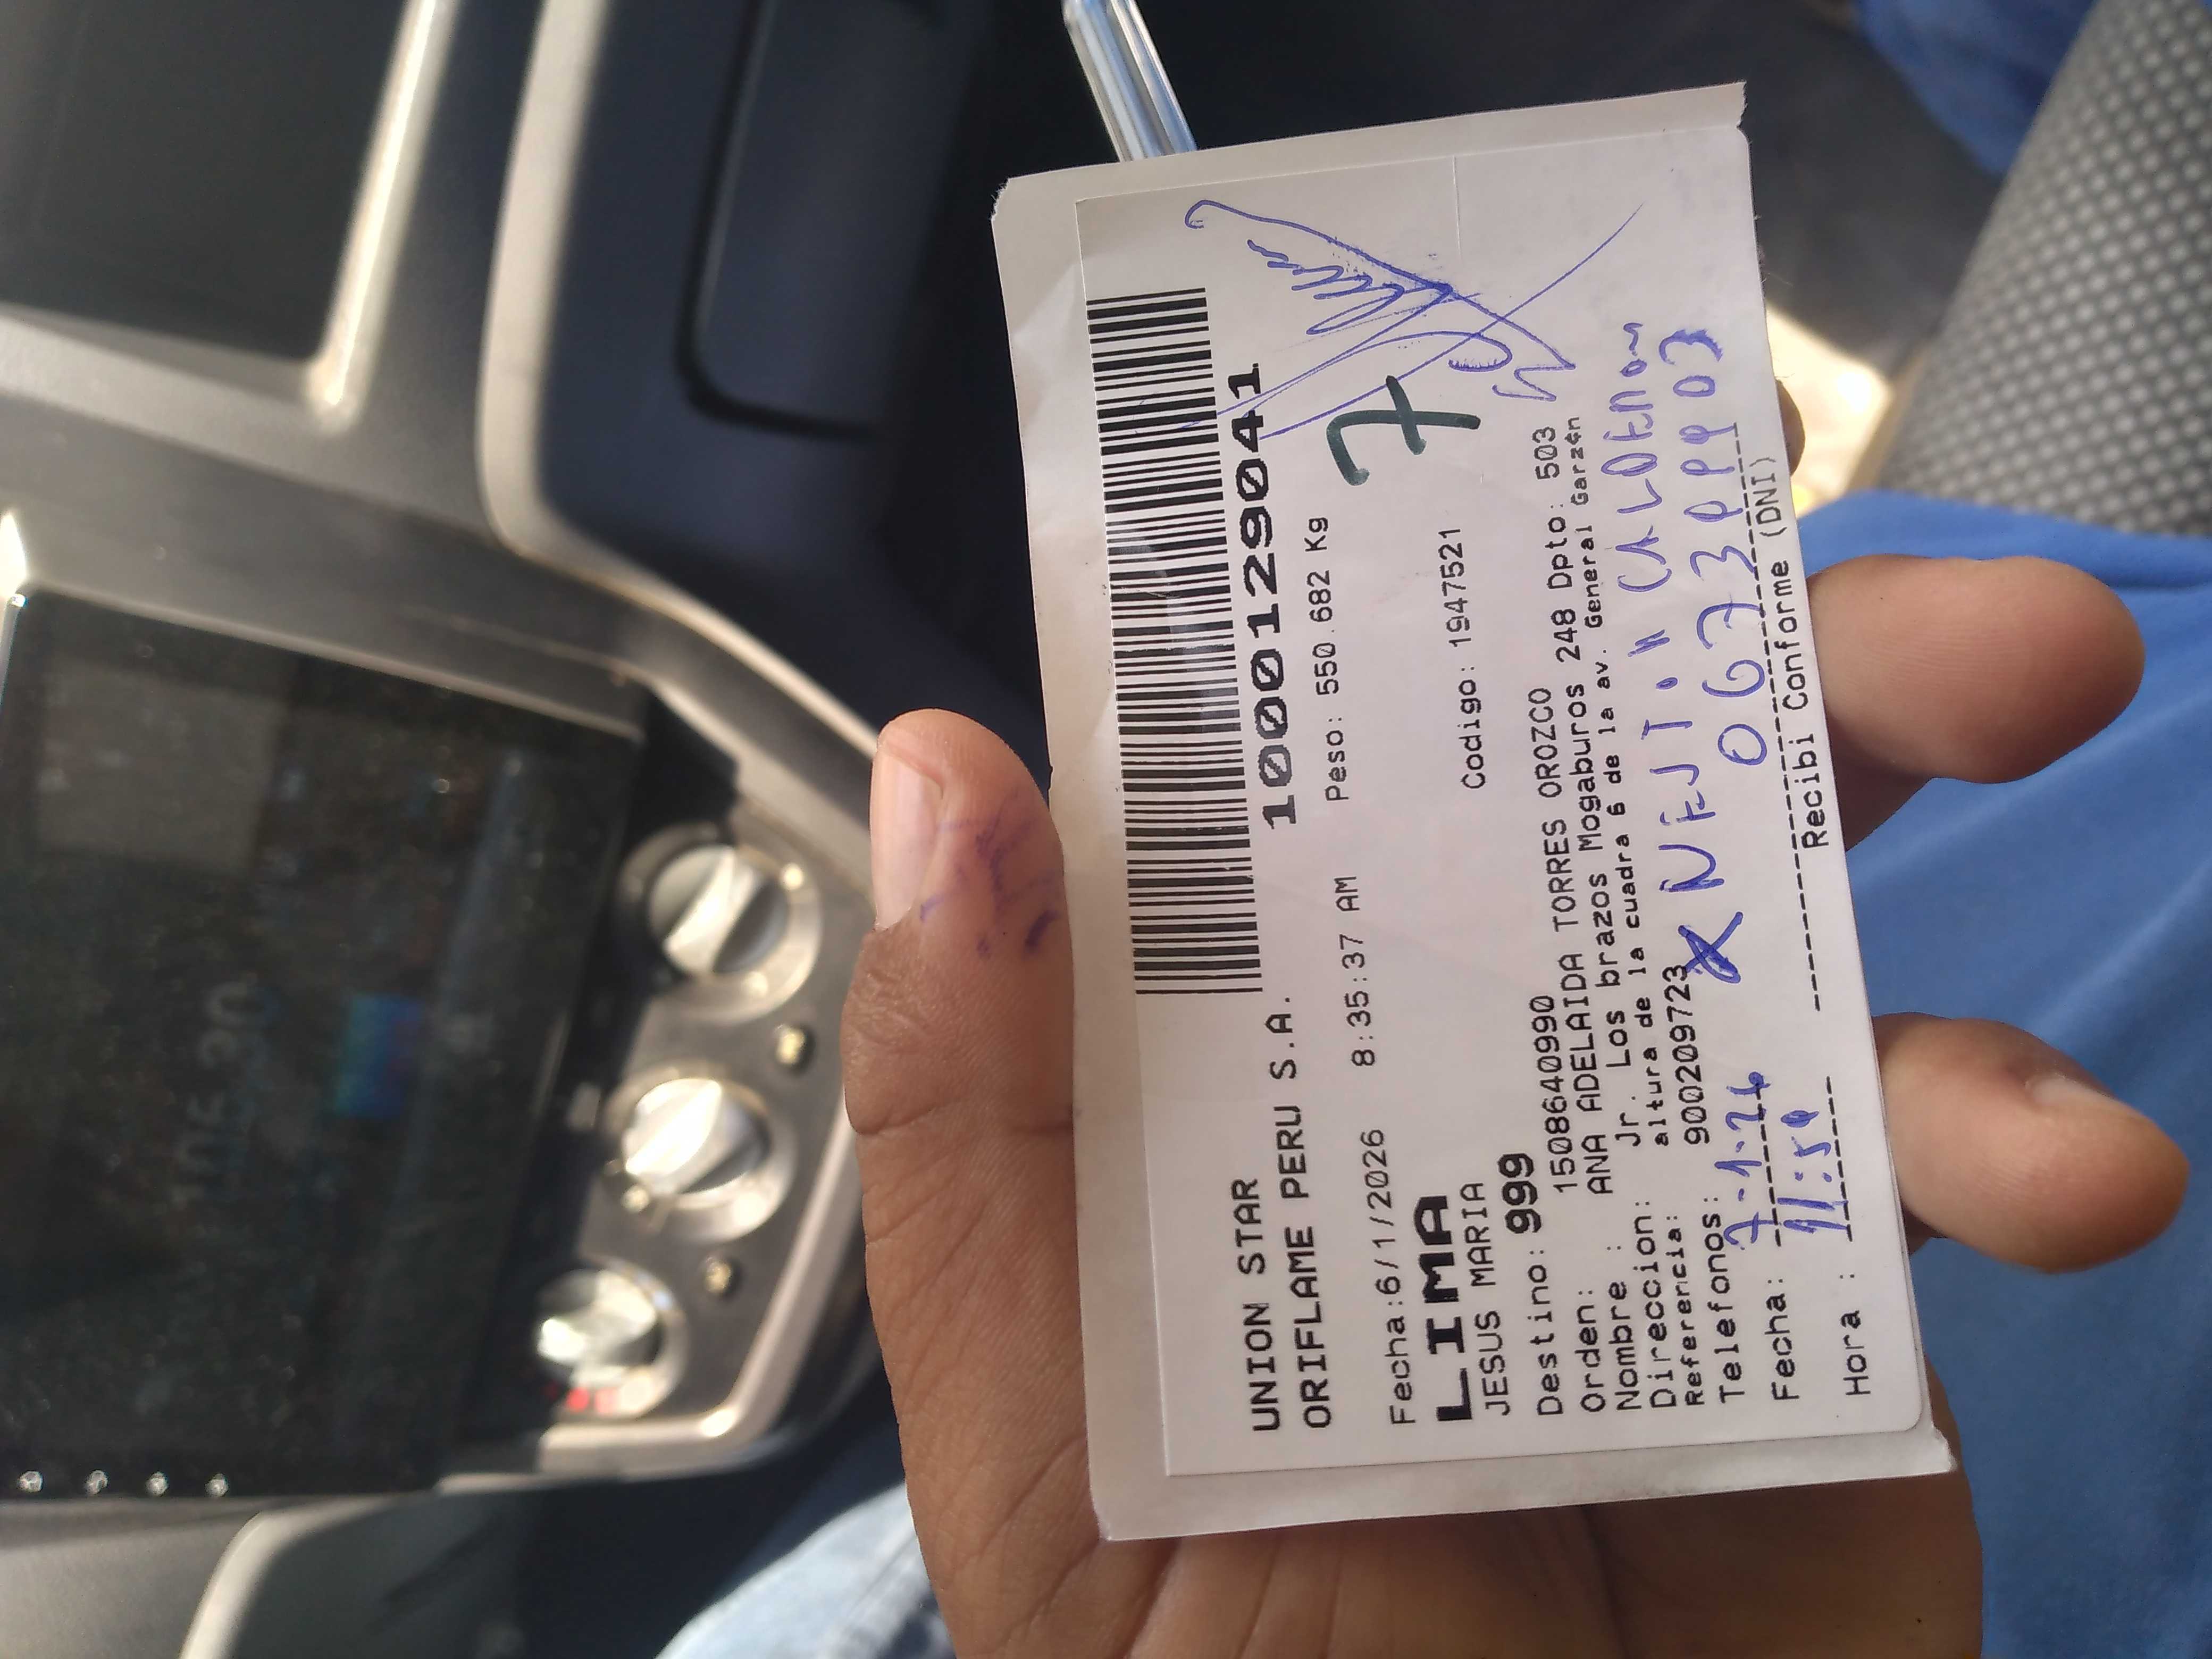 1000129041
UNION STAR
ORIFLAME PERU S.A.
Peso: 550.682 Kg
Fecha:6/1/2026 8:35:37 AM
7
LIMA
JESUS MARIA
Codigo: 1947521
Destino: 999
Orden: 1508640990
Nombre : ANA ADELAIDA TORRES OROZCO
Direccion: Jr. Los brazos Mogaburos 248 Dpto: 503
Referencia: altura de la cuadra 6 de la av. General Garz¢n
Telefonos: 900209723
Fecha: 7-1-26
Hora : 11:50
Recibi Conforme (DNI)